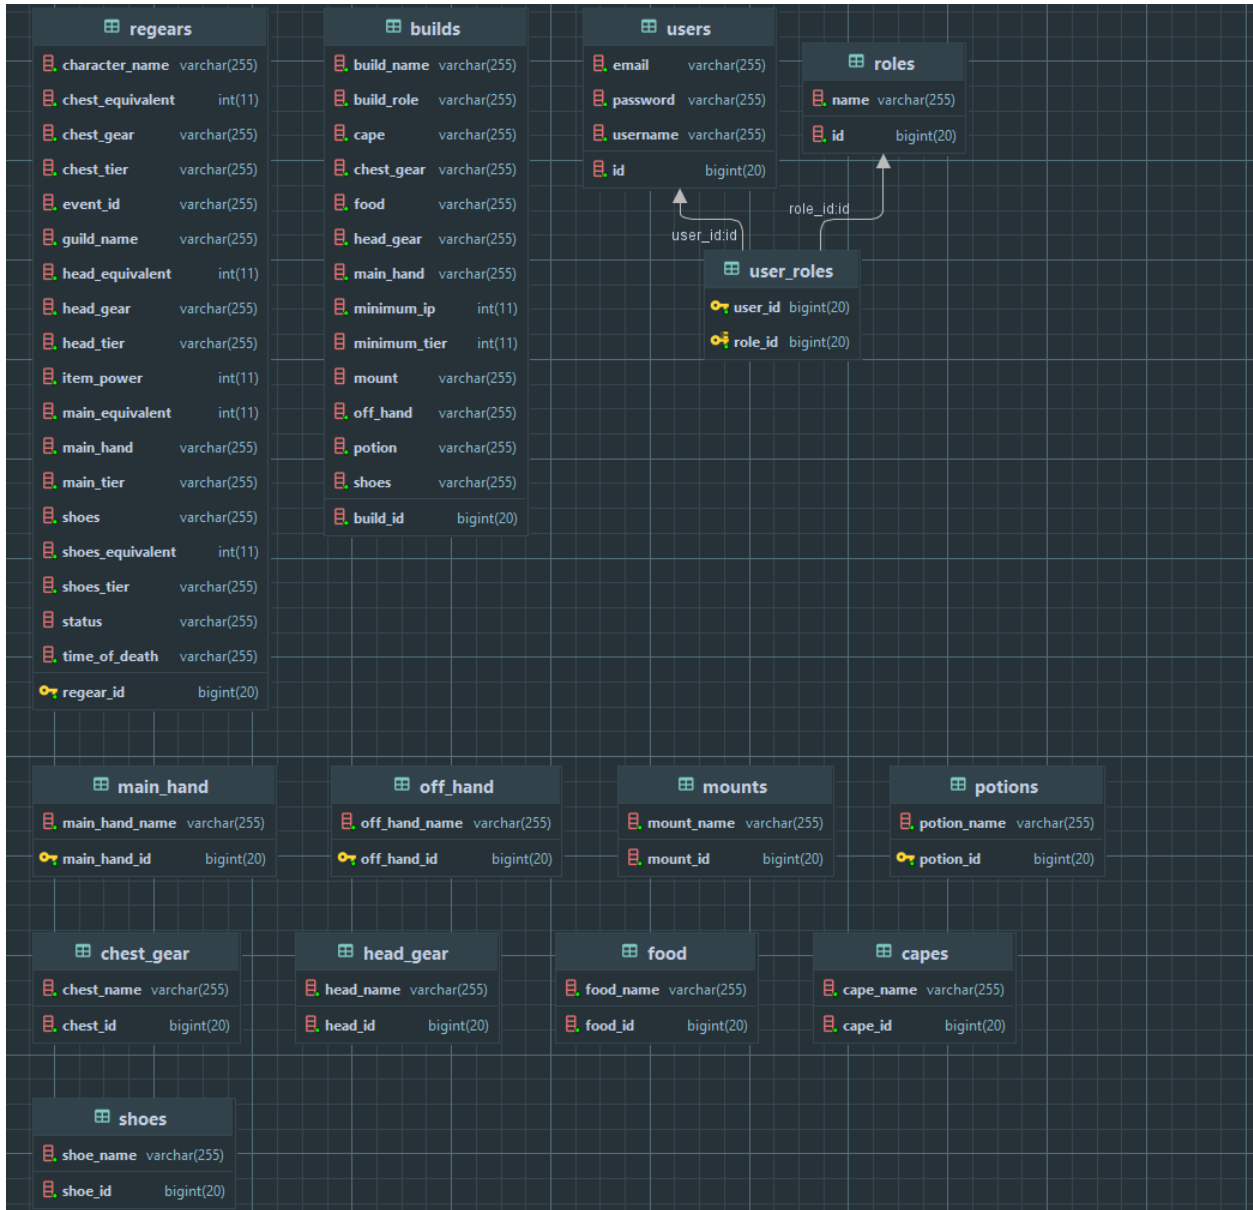 regears
character_name varchar(255)
chest_equivalent int(11)
chest_gear varchar(255)
chest_tier varchar(255)
event_id varchar(255)
guild_name varchar(255)
head_equivalent int(11)
head_gear varchar(255)
head_tier varchar(255)
item_power int(11)
main_equivalent int(11)
main_hand varchar(255)
main_tier varchar(255)
shoes varchar(255)
shoes_equivalent int(11)
shoes_tier varchar(255)
status varchar(255)
time_of_death varchar(255)
regear_id bigint(20)
builds
build_name varchar(255)
build_role varchar(255)
cape varchar(255)
chest_gear varchar(255)
food varchar(255)
head_gear varchar(255)
main_hand varchar(255)
minimum_ip int(11)
minimum_tier int(11)
mount varchar(255)
off_hand varchar(255)
potion varchar(255)
shoes varchar(255)
build_id bigint(20)
users
email varchar(255)
password varchar(255)
username varchar(255)
id bigint(20)
roles
name varchar(255)
id bigint(20)
user_id:id
role_id:id
user_roles
user_id bigint(20)
role_id bigint(20)
main_hand
main_hand_name varchar(255)
main_hand_id bigint(20)
off_hand
off_hand_name varchar(255)
off_hand_id bigint(20)
mounts
mount_name varchar(255)
mount_id bigint(20)
potions
potion_name varchar(255)
potion_id bigint(20)
chest_gear
chest_name varchar(255)
chest_id bigint(20)
head_gear
head_name varchar(255)
head_id bigint(20)
food
food_name varchar(255)
food_id bigint(20)
capes
cape_name varchar(255)
cape_id bigint(20)
shoes
shoe_name varchar(255)
shoe_id bigint(20)